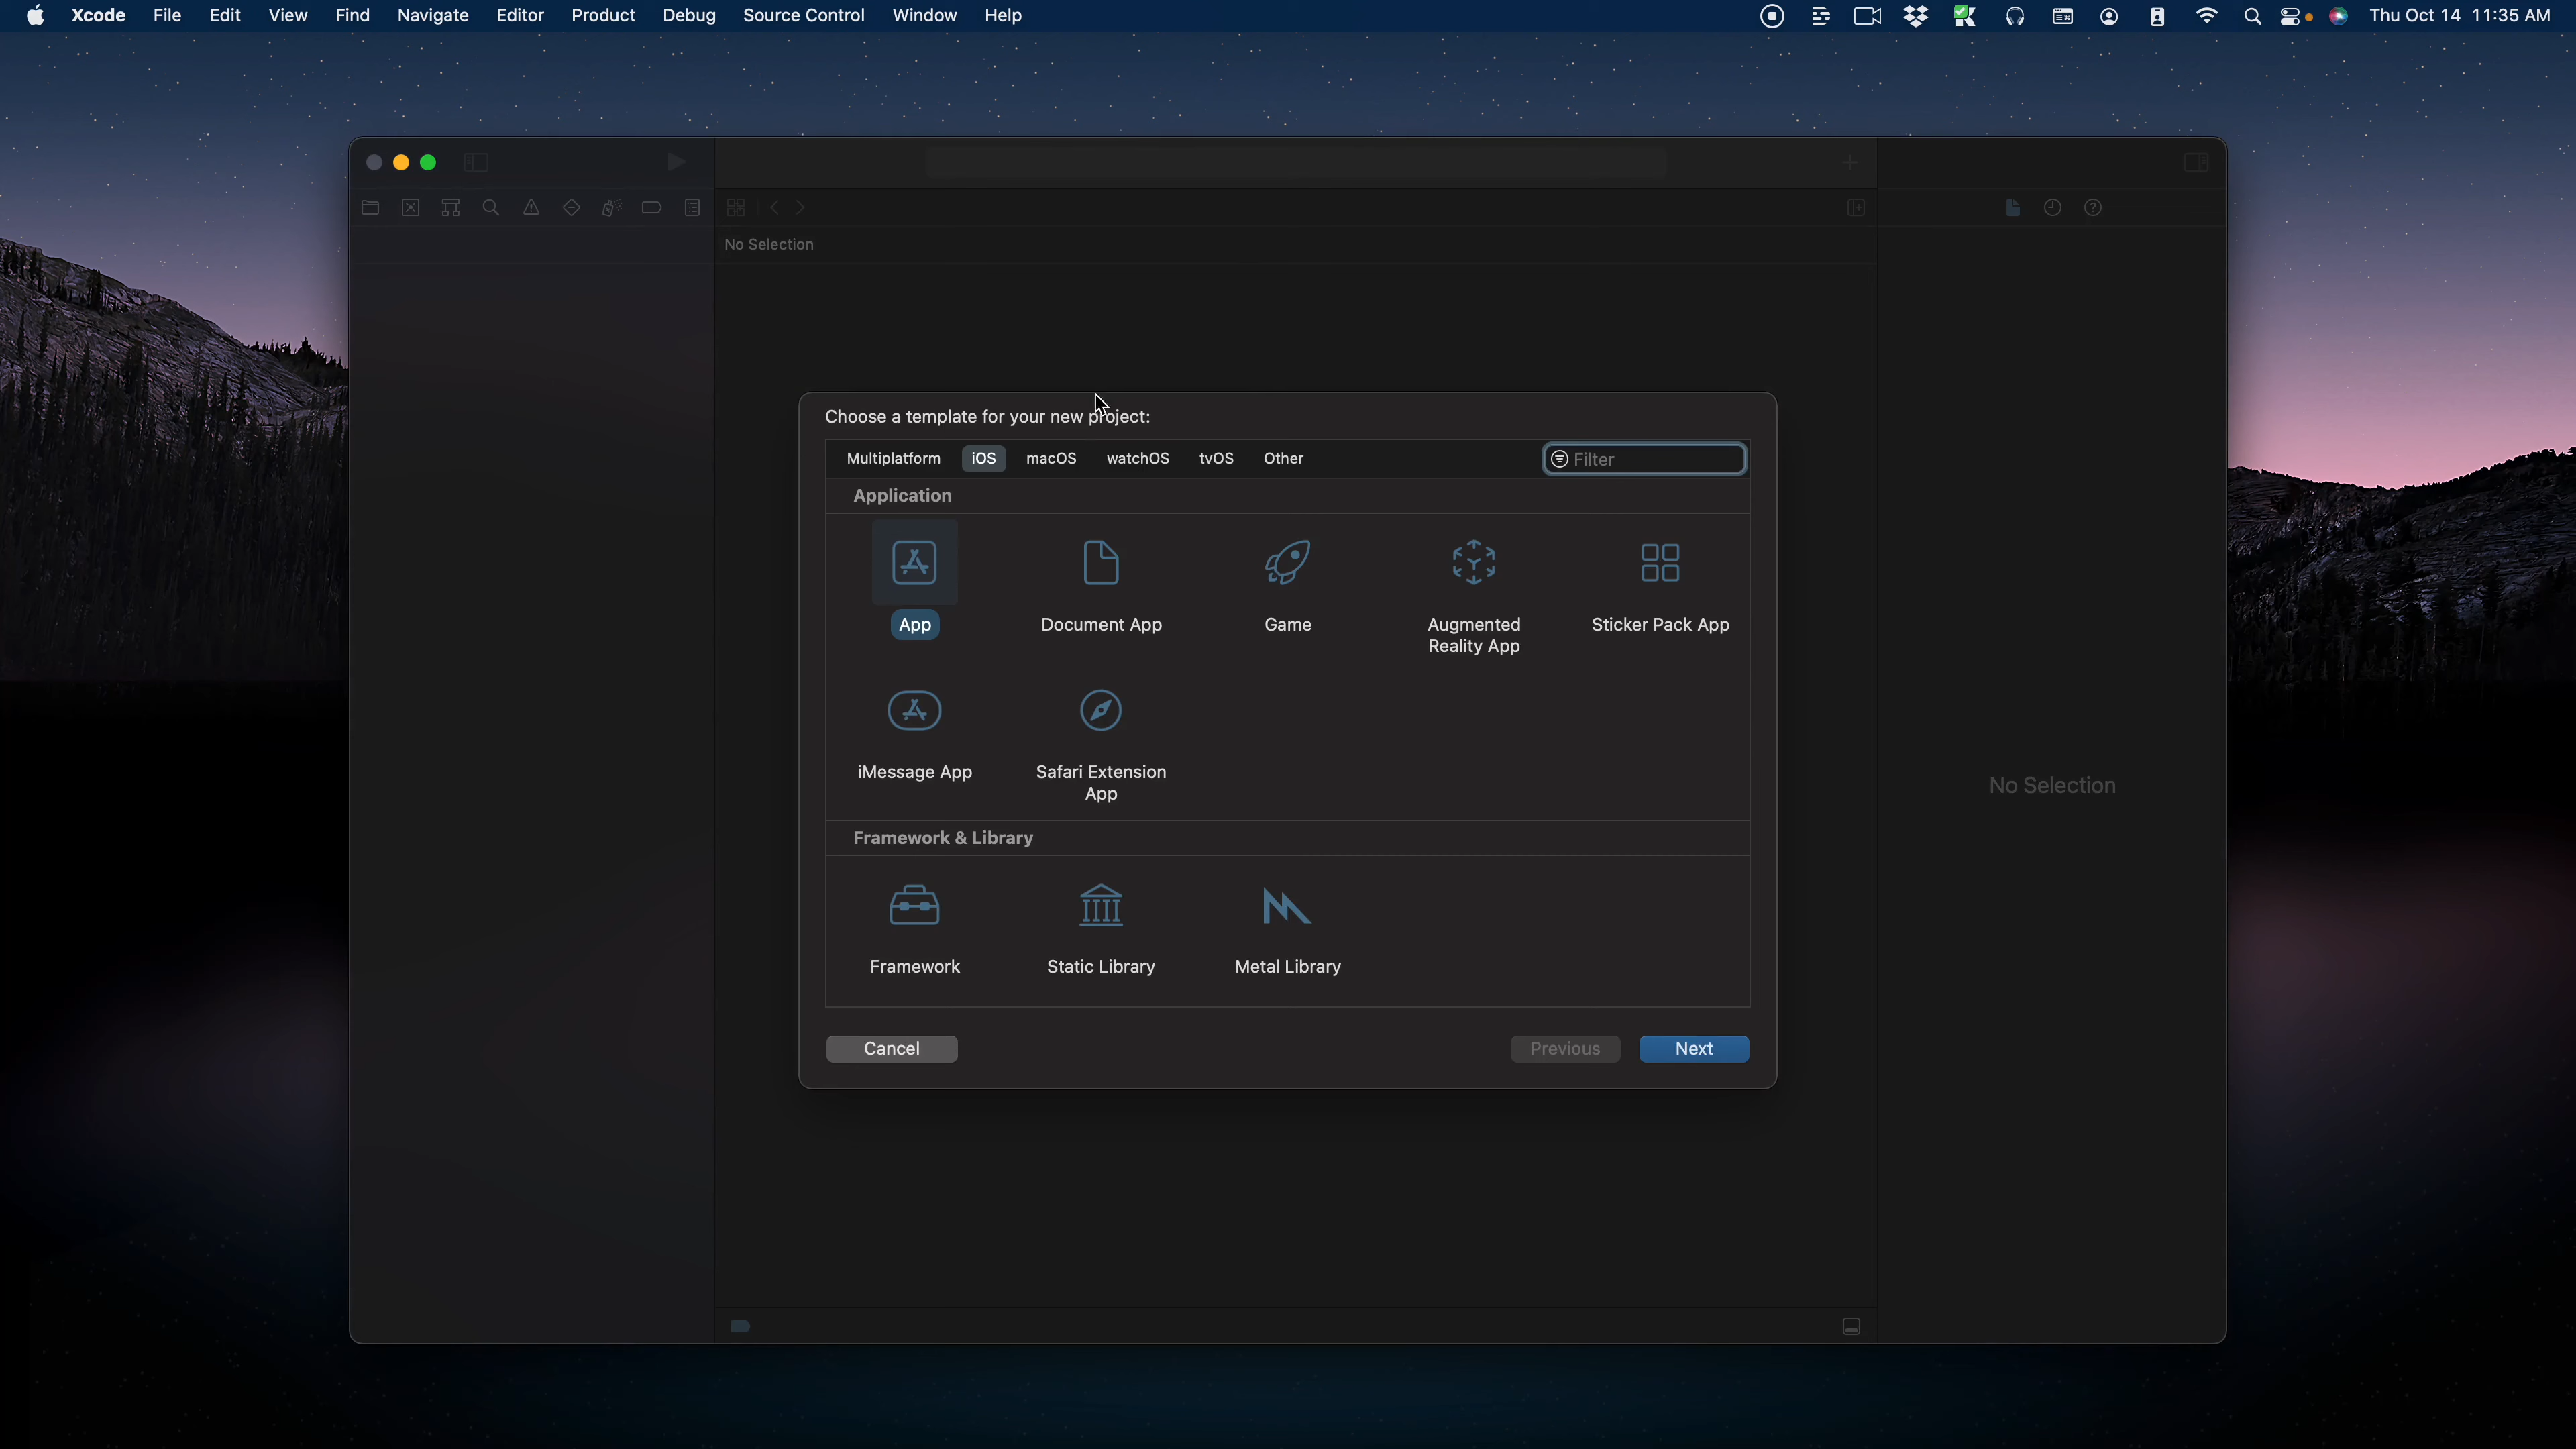 Xcode File Edit View Find Navigate Editor Product Debug Source Control Window Help Thu Oct 14 11:35 AM
No Selection
Choose a template for your new project:
Multiplatform iOS macOS watchOS tvOS Other Filter
Application
App Document App Game Augmented Reality App Sticker Pack App
iMessage App Safari Extension App
No Selection
Framework & Library
Framework Static Library Metal Library
Cancel Previous Next